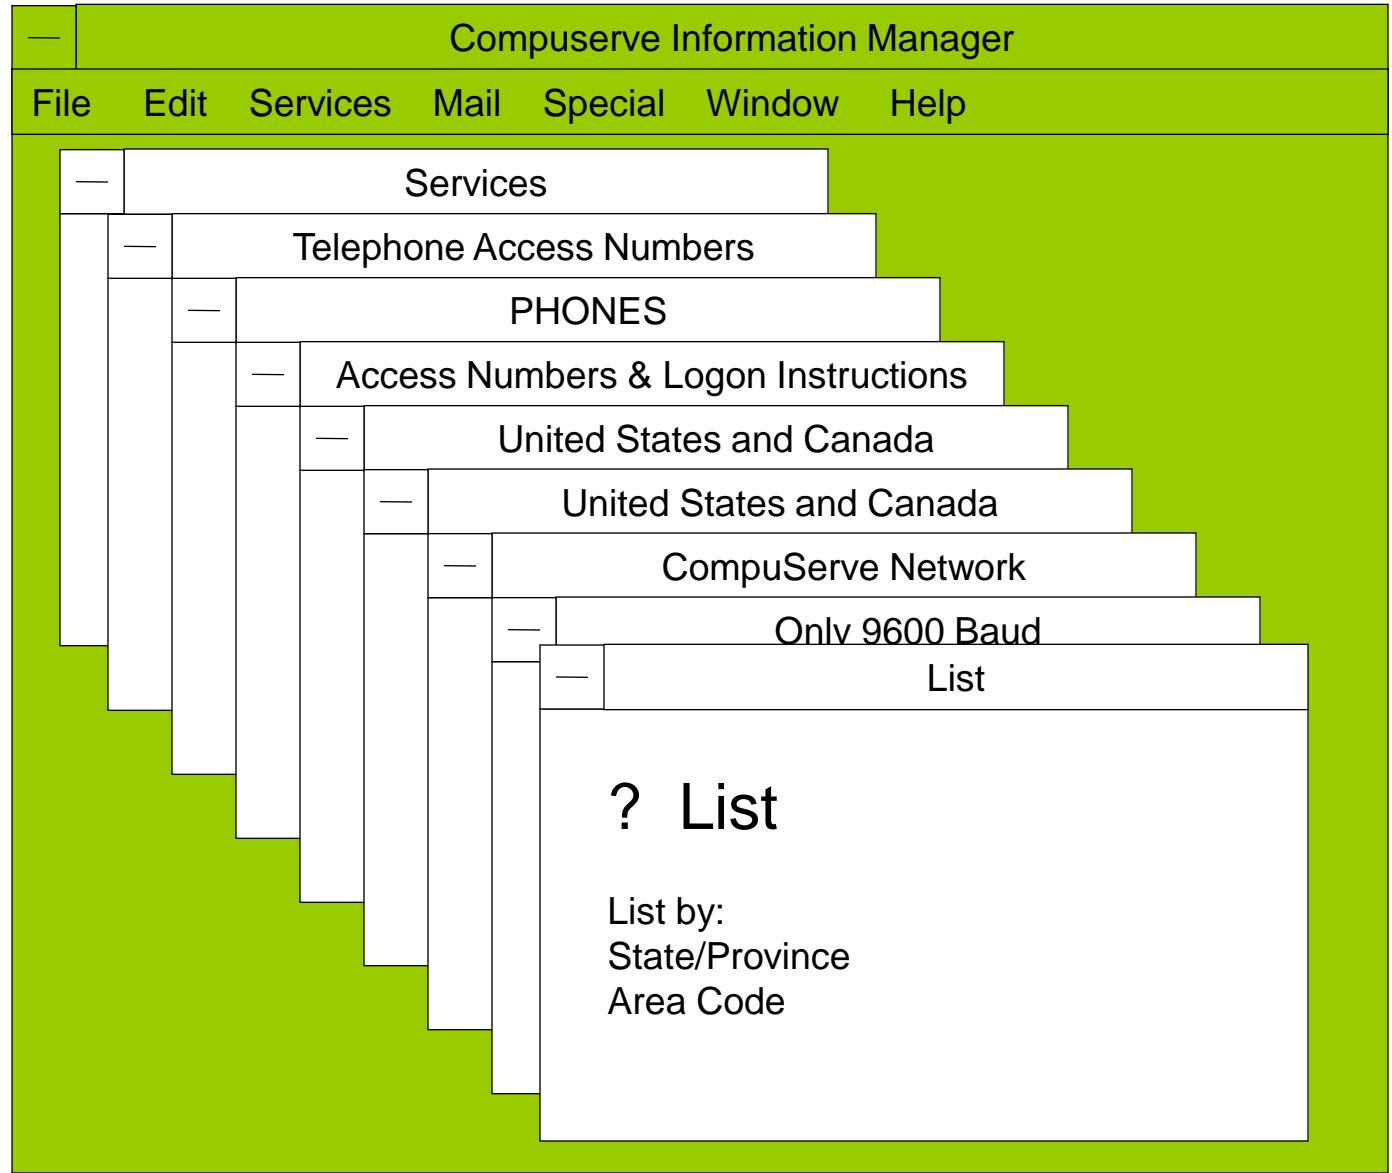 Compuserve Information Manager
File Edit Services Mail Special Window Help
Services
Telephone Access Numbers
PHONES
Access Numbers & Logon Instructions
United States and Canada
United States and Canada
CompuServe Network
Only 9600 Baud
List
? List
List by:
State/Province
Area Code